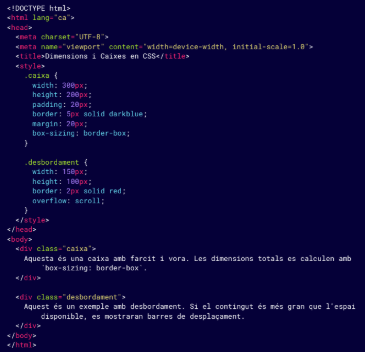 <!DOCTYPE html>
<html lang="ca">
<head>
  <meta charset="UTF-8">
  <meta name="viewport" content="width=device-width, initial-scale=1.0">
  <title>Dimensions i Caixes en CSS</title>
  <style>
    .caixa {
      width: 300px;
      height: 200px;
      padding: 20px;
      border: 5px solid darkblue;
      margin: 20px;
      box-sizing: border-box;
    }

    .desbordament {
      width: 150px;
      height: 100px;
      border: 2px solid red;
      overflow: scroll;
    }
  </style>
</head>
<body>
  <div class="caixa">
    Aquesta és una caixa amb farcit i vora. Les dimensions totals es calculen amb
        `box-sizing: border-box`.
  </div>

  <div class="desbordament">
    Aquest és un exemple amb desbordament. Si el contingut és més gran que l'espai
        disponible, es mostraran barres de desplaçament.
  </div>
</body>
</html>